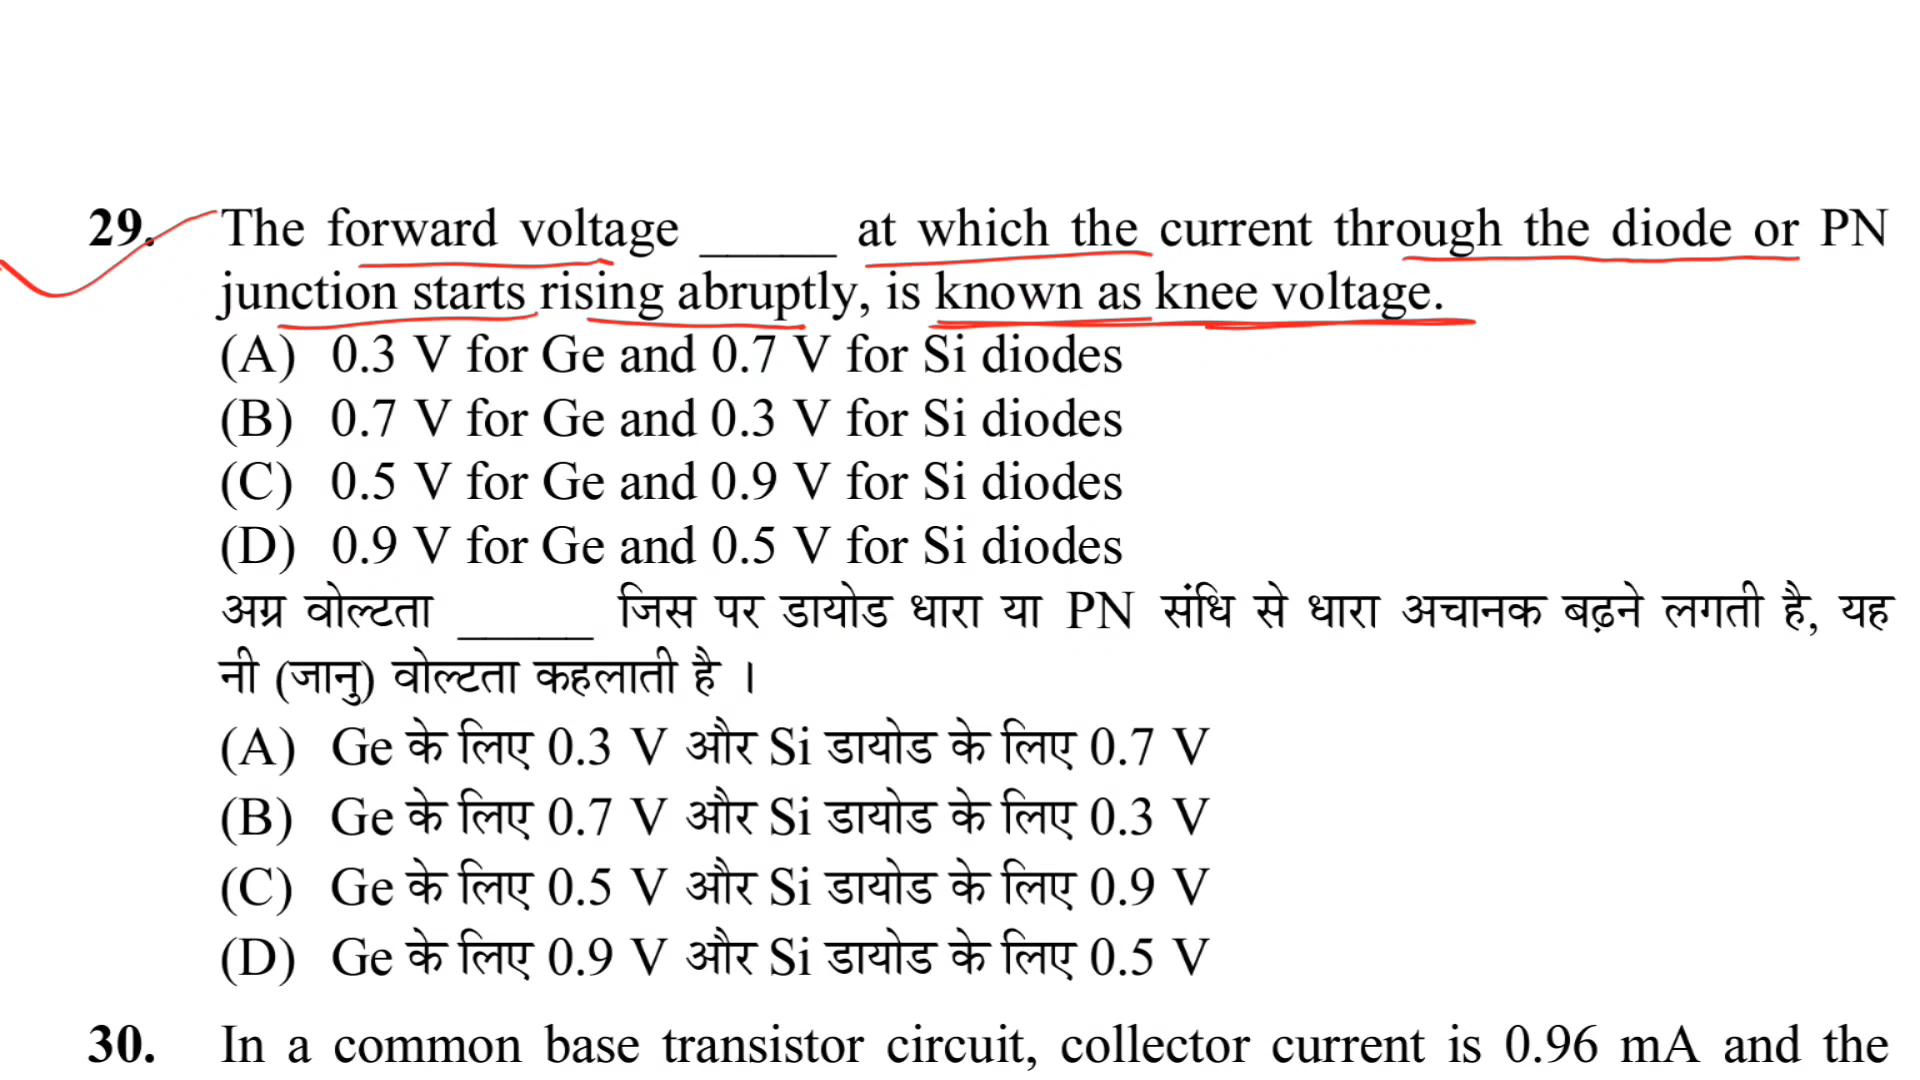 29. The forward voltage _____ at which the current through the diode or PN
junction starts rising abruptly, is known as knee voltage.
(A) 0.3 V for Ge and 0.7 V for Si diodes
(B) 0.7 V for Ge and 0.3 V for Si diodes
(C) 0.5 V for Ge and 0.9 V for Si diodes
(D) 0.9 V for Ge and 0.5 V for Si diodes
अग्र वोल्टता _____ जिस पर डायोड धारा या PN संधि से धारा अचानक बढ़ने लगती है, यह
नी (जानु) वोल्टता कहलाती है ।
(A) Ge के लिए 0.3 V और Si डायोड के लिए 0.7 V
(B) Ge के लिए 0.7 V और Si डायोड के लिए 0.3 V
(C) Ge के लिए 0.5 V और Si डायोड के लिए 0.9 V
(D) Ge के लिए 0.9 V और Si डायोड के लिए 0.5 V
30. In a common base transistor circuit, collector current is 0.96 mA and the